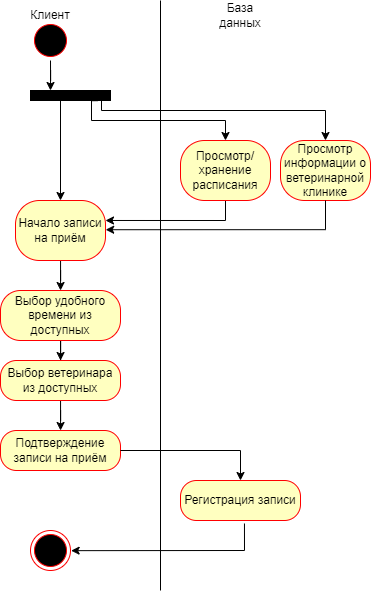 Клиент
База
данных
Просмотр/
хранение
расписания
Просмотр
информации о
ветеринарной
клинике
Начало записи
на приём
Выбор удобного
времени из
доступных
Выбор ветеринара
из доступных
Подтверждение
записи на приём
Регистрация записи